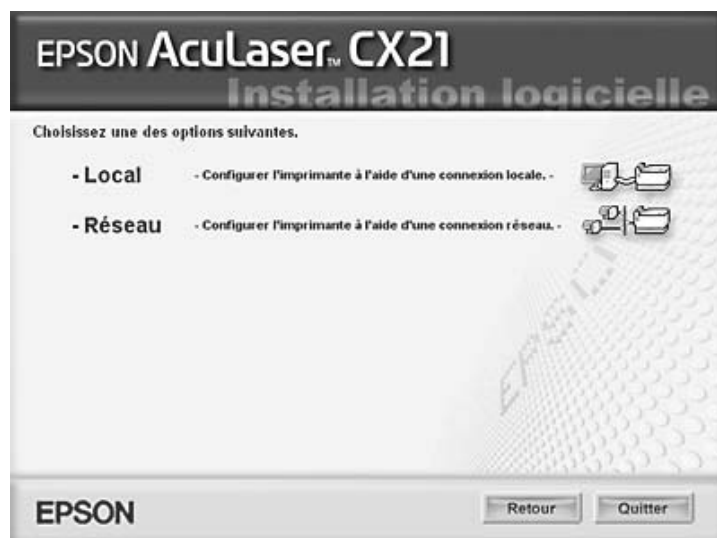 EPSON AcuLaser™ CX21
Installation logicielle
Choisissez une des options suivantes.
- Local - Configurer l'imprimante à l'aide d'une connexion locale. -
- Réseau - Configurer l'imprimante à l'aide d'une connexion réseau. -
EPSON
EPSON Retour Quitter